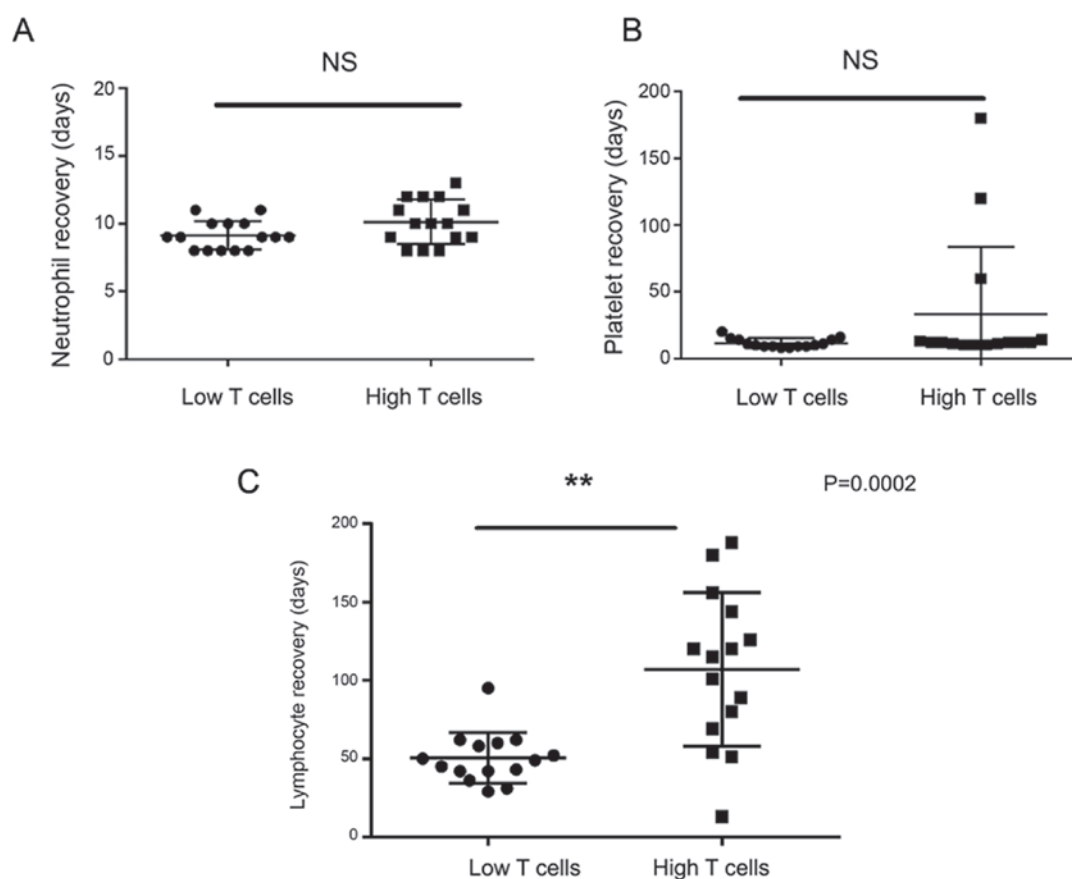 A
NS
Neutrophil recovery (days)
20
15
10
5
0
Low T cells
High T cells
B
NS
Platelet recovery (days)
200
150
100
50
0
Low T cells
High T cells
C
**
P=0.0002
Lymphocyte recovery (days)
200
150
100
50
0
Low T cells
High T cells